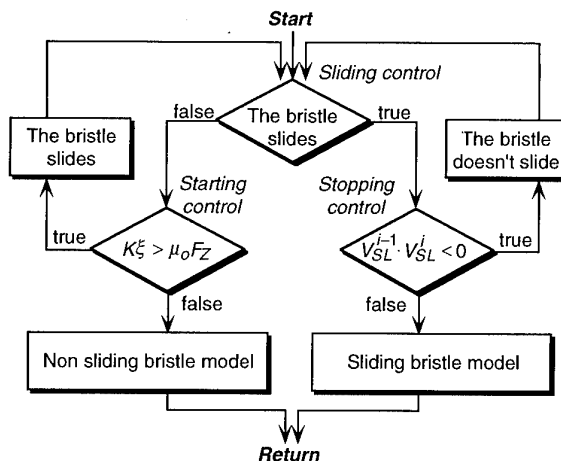 Start
Sliding control
false
The bristle
slides
true
The bristle
slides
The bristle
doesn't slide
Starting
control
Stopping
control
true
Kξ > μₒF_Z
V_SL^{i–1} · V_SL^i < 0
true
false
false
Non sliding bristle model
Sliding bristle model
Return